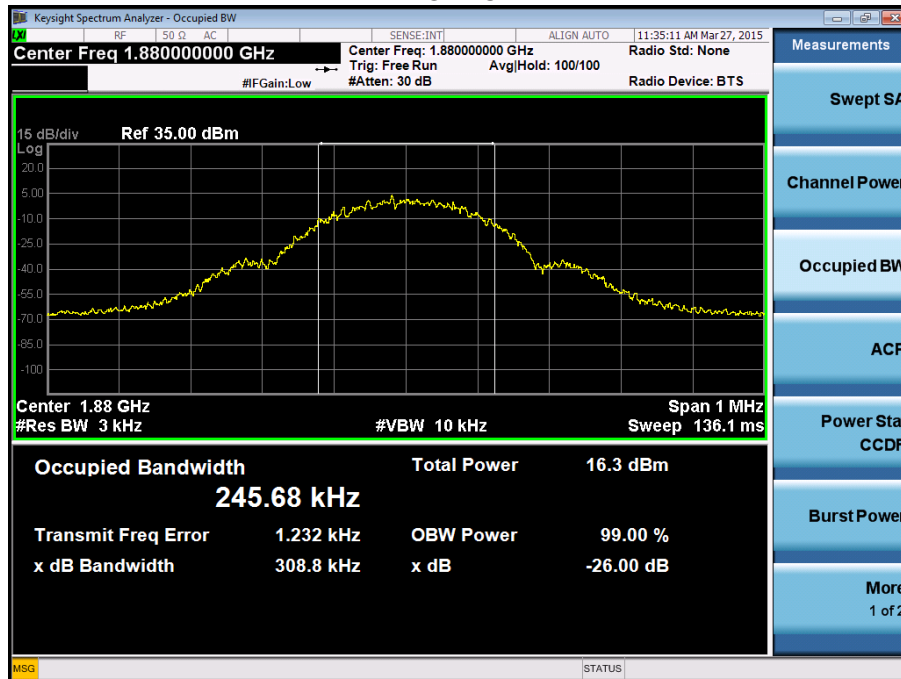 Keysight Spectrum Analyzer - Occupied BW
LXI RF 50 Ω AC SENSE:INT ALIGN AUTO 11:35:11 AM Mar 27, 2015
Center Freq 1.880000000 GHz Center Freq: 1.880000000 GHz Radio Std: None
Trig: Free Run Avg|Hold: 100/100
#IFGain:Low #Atten: 30 dB Radio Device: BTS
15 dB/div Ref 35.00 dBm
Log
20.0
5.00
-10.0
-25.0
-40.0
-55.0
-70.0
-85.0
-100
Center 1.88 GHz Span 1 MHz
#Res BW 3 kHz #VBW 10 kHz Sweep 136.1 ms
Occupied Bandwidth Total Power 16.3 dBm
245.68 kHz
Transmit Freq Error 1.232 kHz OBW Power 99.00 %
x dB Bandwidth 308.8 kHz x dB -26.00 dB
MSG STATUS
Measurements
Swept SA
Channel Power
Occupied BW
ACP
Power Stat
CCDF
Burst Power
More
1 of 2